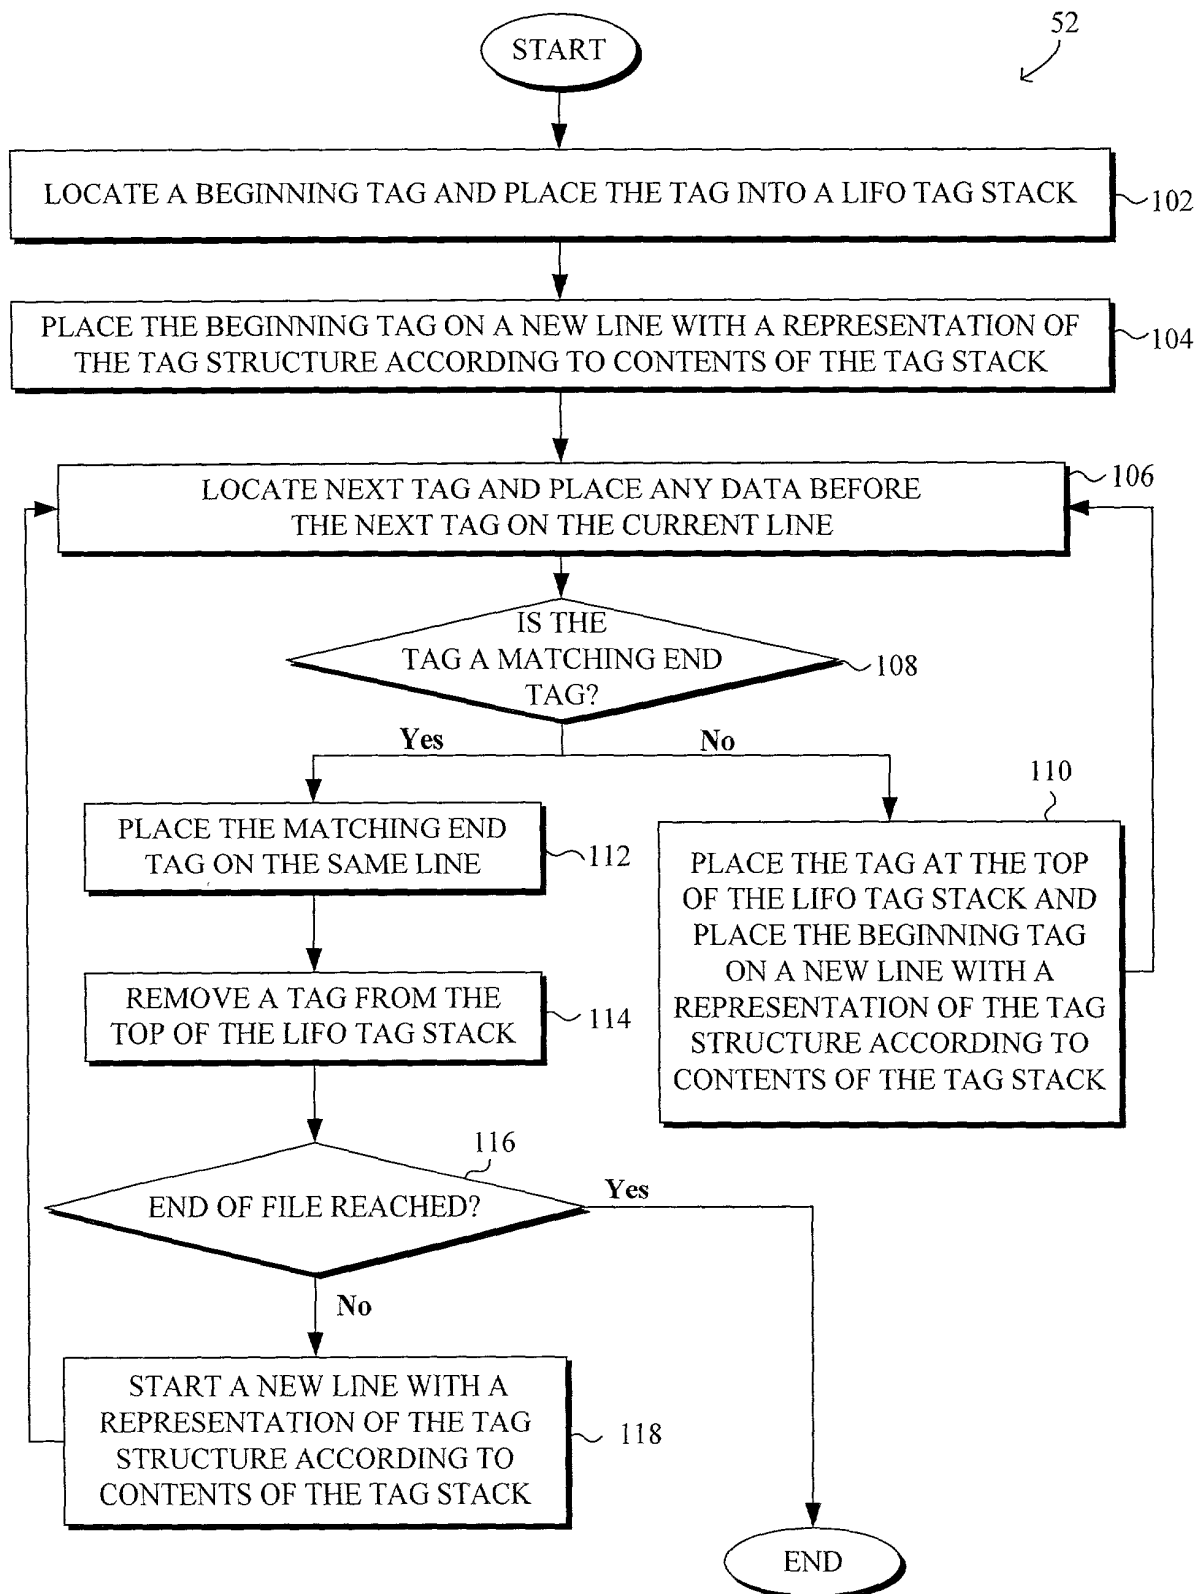 52
START
LOCATE A BEGINNING TAG AND PLACE THE TAG INTO A LIFO TAG STACK
102
PLACE THE BEGINNING TAG ON A NEW LINE WITH A REPRESENTATION OF
THE TAG STRUCTURE ACCORDING TO CONTENTS OF THE TAG STACK
104
LOCATE NEXT TAG AND PLACE ANY DATA BEFORE
THE NEXT TAG ON THE CURRENT LINE
106
IS THE
TAG A MATCHING END
TAG?
108
Yes
No
110
PLACE THE MATCHING END
TAG ON THE SAME LINE
112
PLACE THE TAG AT THE TOP
OF THE LIFO TAG STACK AND
PLACE THE BEGINNING TAG
ON A NEW LINE WITH A
REPRESENTATION OF THE TAG
STRUCTURE ACCORDING TO
CONTENTS OF THE TAG STACK
REMOVE A TAG FROM THE
TOP OF THE LIFO TAG STACK
114
116
END OF FILE REACHED?
Yes
No
START A NEW LINE WITH A
REPRESENTATION OF THE TAG
STRUCTURE ACCORDING TO
CONTENTS OF THE TAG STACK
118
END